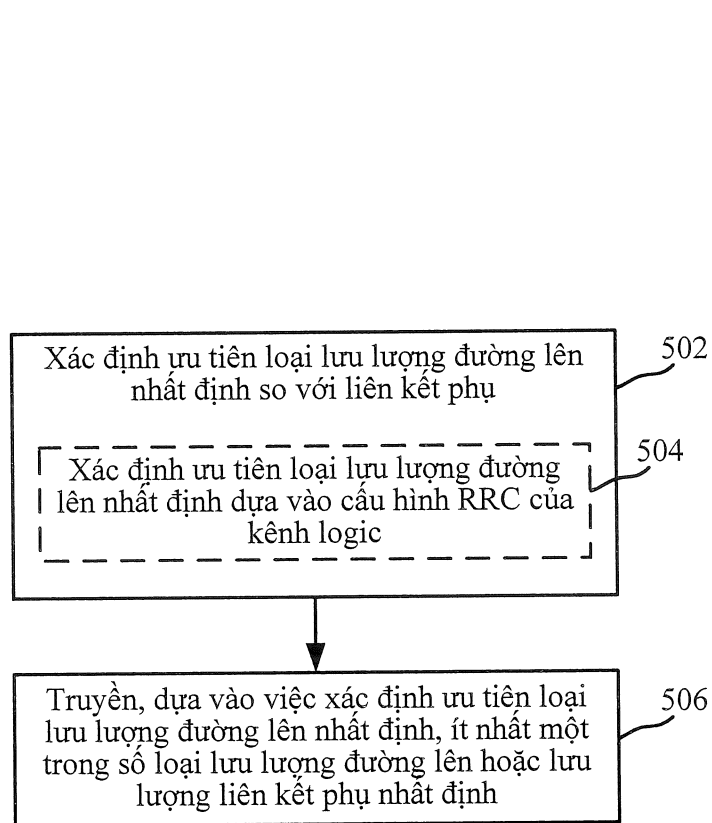 Xác định ưu tiên loại lưu lượng đường lên
nhất định so với liên kết phụ
502
Xác định ưu tiên loại lưu lượng đường
lên nhất định dựa vào cấu hình RRC của
kênh logic
504
Truyền, dựa vào việc xác định ưu tiên loại
lưu lượng đường lên nhất định, ít nhất một
trong số loại lưu lượng đường lên hoặc lưu
lượng liên kết phụ nhất định
506